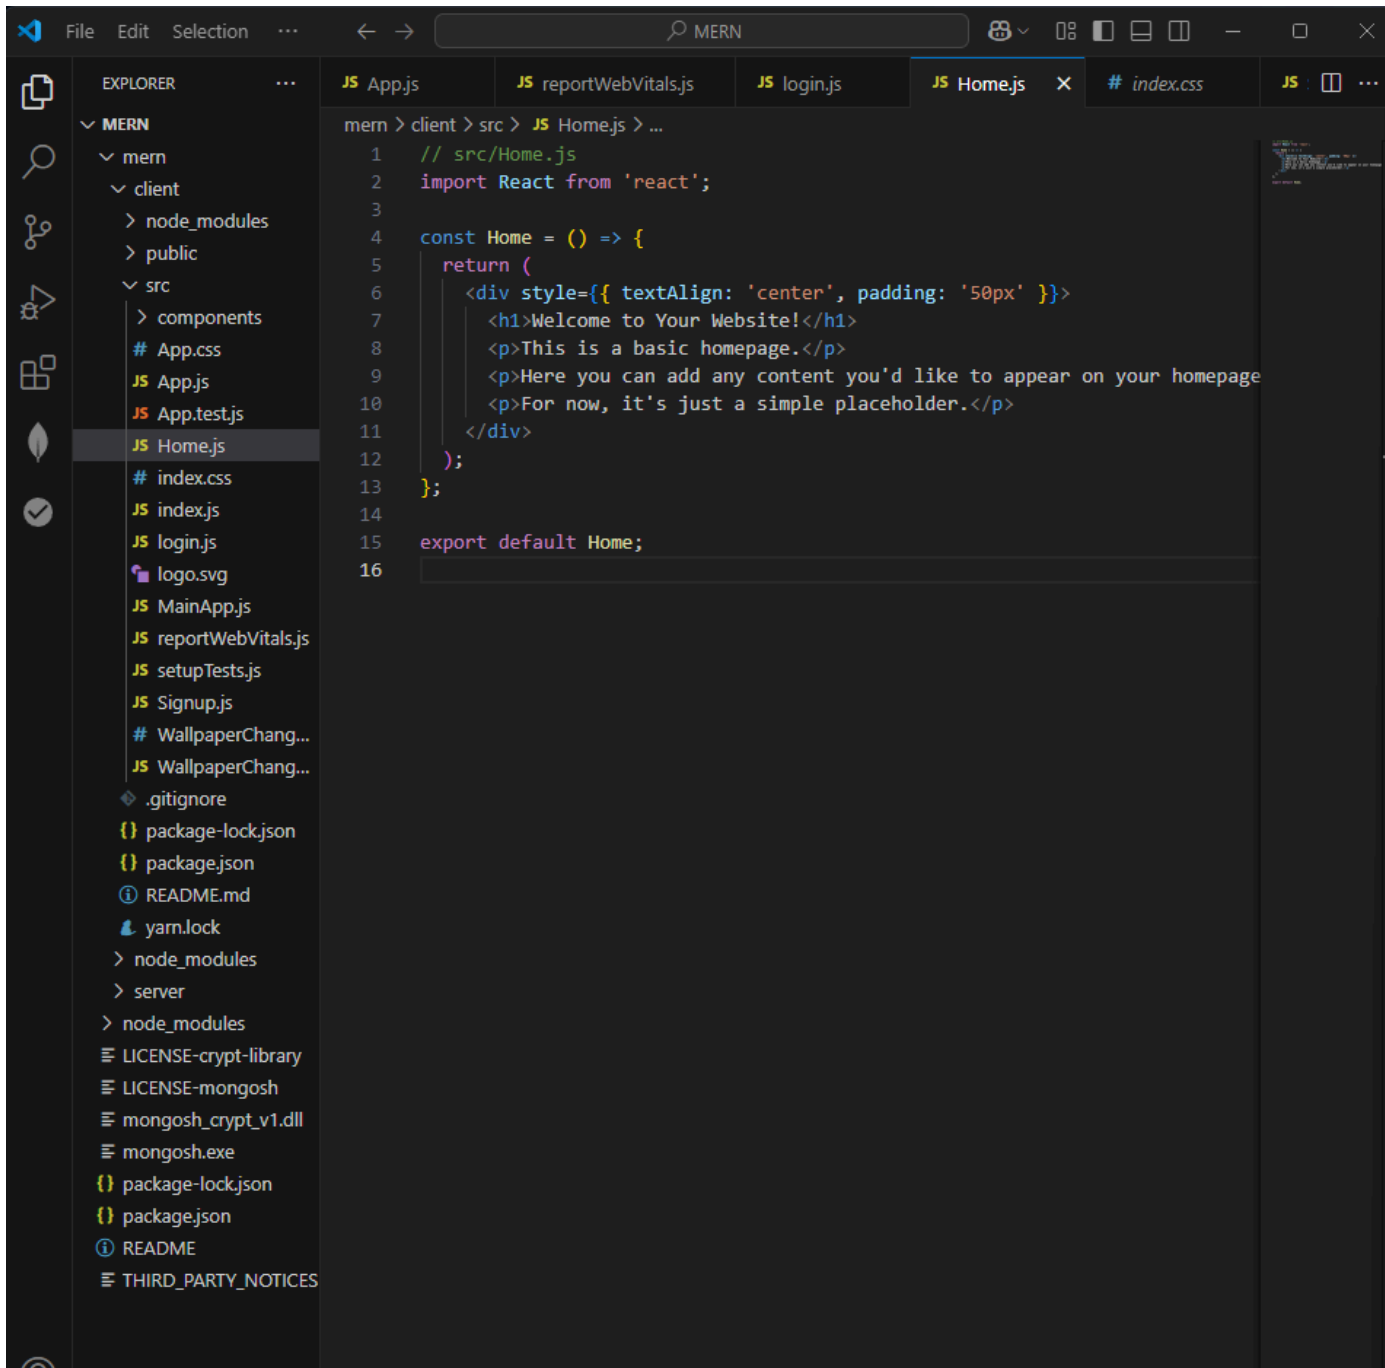 File Edit Selection ··· MERN
EXPLORER ···
MERN
mern
client
node_modules
public
src
components
# App.css
JS App.js
JS App.test.js
JS Home.js
# index.css
JS index.js
JS login.js
logo.svg
JS MainApp.js
JS reportWebVitals.js
JS setupTests.js
JS Signup.js
# WallpaperChang...
JS WallpaperChang...
.gitignore
{} package-lock.json
{} package.json
README.md
yarn.lock
node_modules
server
node_modules
LICENSE-crypt-library
LICENSE-mongosh
mongosh_crypt_v1.dll
mongosh.exe
{} package-lock.json
{} package.json
README
THIRD_PARTY_NOTICES
JS App.js JS reportWebVitals.js JS login.js JS Home.js # index.css JS
mern > client > src > JS Home.js > ...
1 // src/Home.js
2 import React from 'react';
3
4 const Home = () => {
5 return (
6 <div style={{ textAlign: 'center', padding: '50px' }}>
7 <h1>Welcome to Your Website!</h1>
8 <p>This is a basic homepage.</p>
9 <p>Here you can add any content you'd like to appear on your homepage
10 <p>For now, it's just a simple placeholder.</p>
11 </div>
12 );
13 };
14
15 export default Home;
16